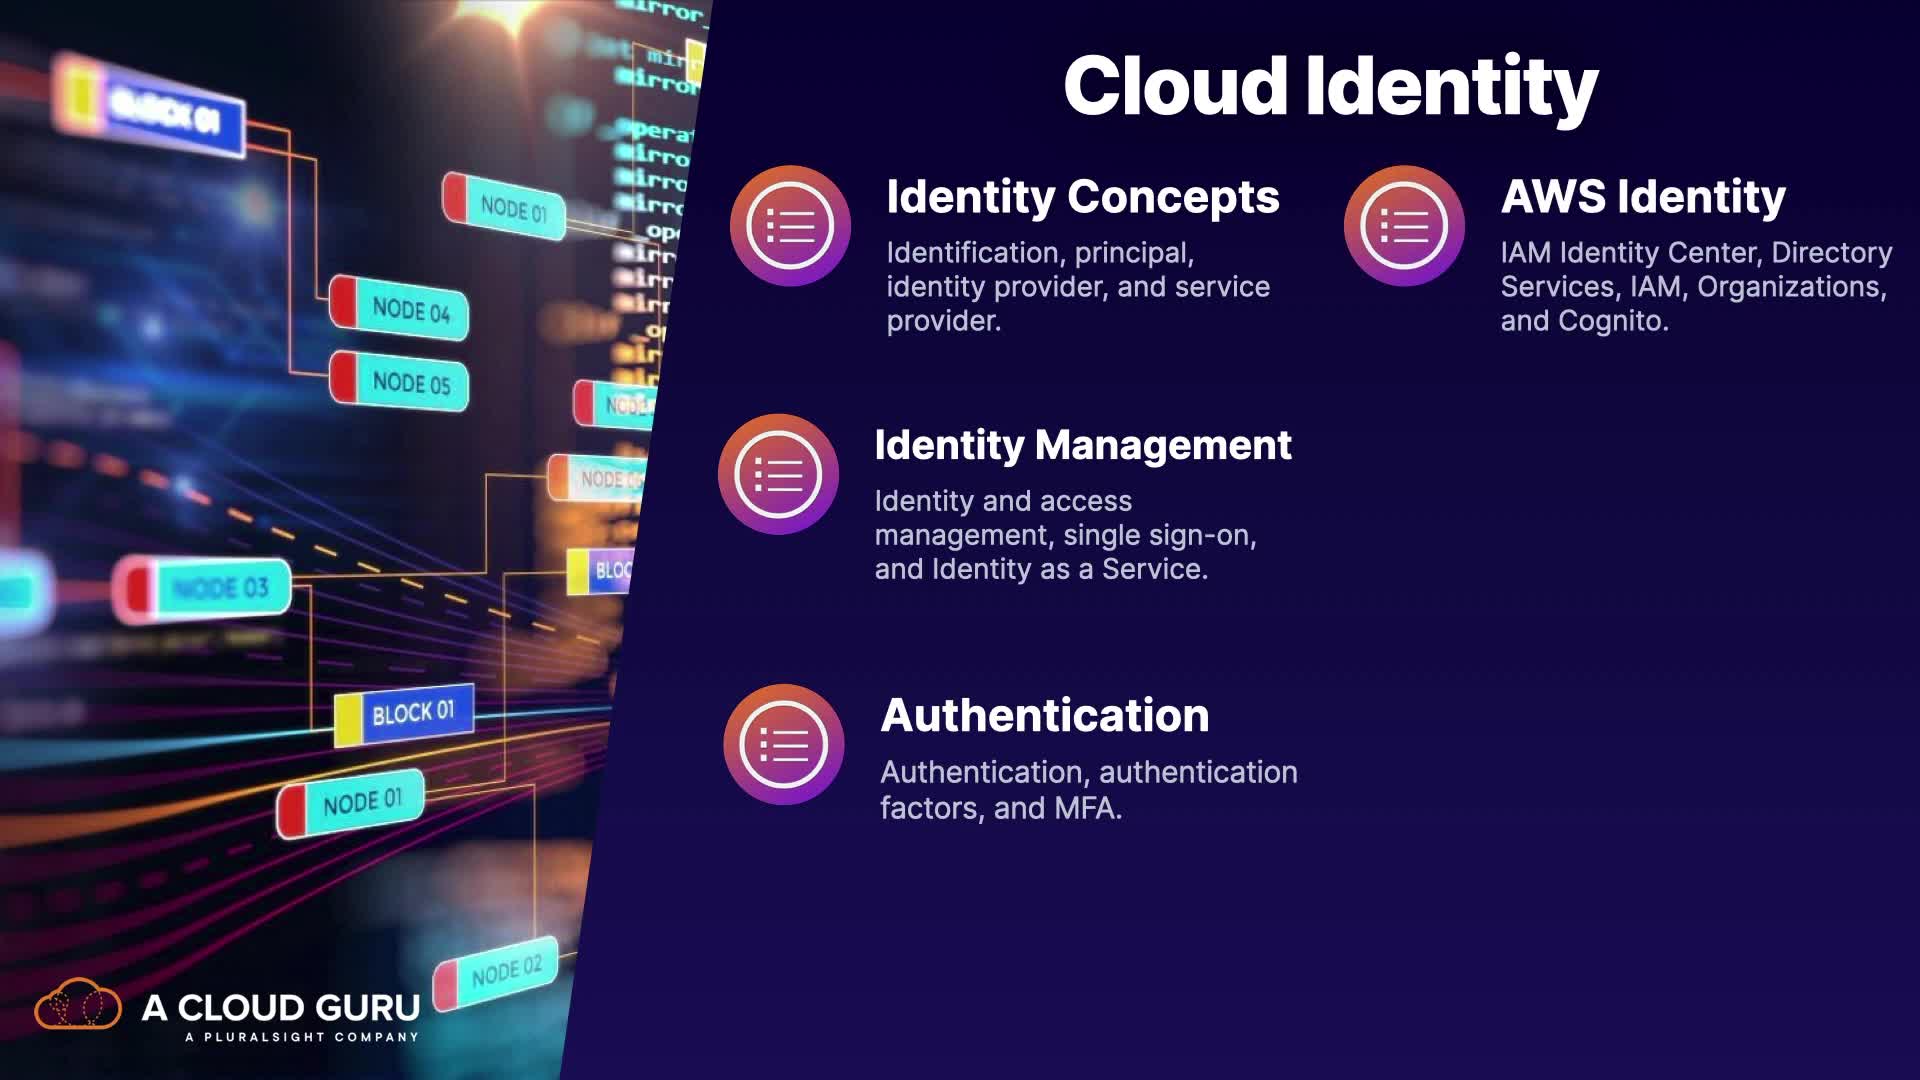 Cloud Identity
Identity Concepts
Identification, principal,
identity provider, and service
provider.
AWS Identity
IAM Identity Center, Directory
Services, IAM, Organizations,
and Cognito.
Identity Management
Identity and access
management, single sign-on,
and Identity as a Service.
Authentication
Authentication, authentication
factors, and MFA.
BLOCK 01
NODE 01
NODE 04
NODE 05
NODE 03
BLOCK 01
NODE 01
NODE 02
A CLOUD GURU
A PLURALSIGHT COMPANY